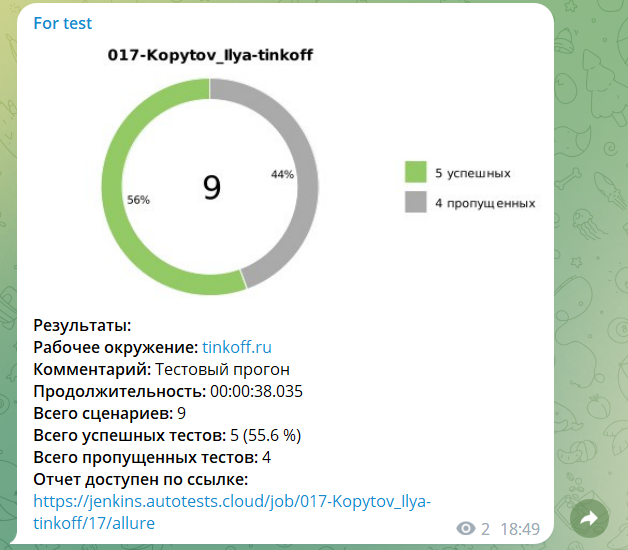 For test
017-Kopytov_Ilya-tinkoff
9
44%
56%
5 успешных
4 пропущенных
Результаты:
Рабочее окружение: tinkoff.ru
Комментарий: Тестовый прогон
Продолжительность: 00:00:38.035
Всего сценариев: 9
Всего успешных тестов: 5 (55.6 %)
Всего пропущенных тестов: 4
Отчет доступен по ссылке:
https://jenkins.autotests.cloud/job/017-Kopytov_Ilya-
tinkoff/17/allure
2 18:49